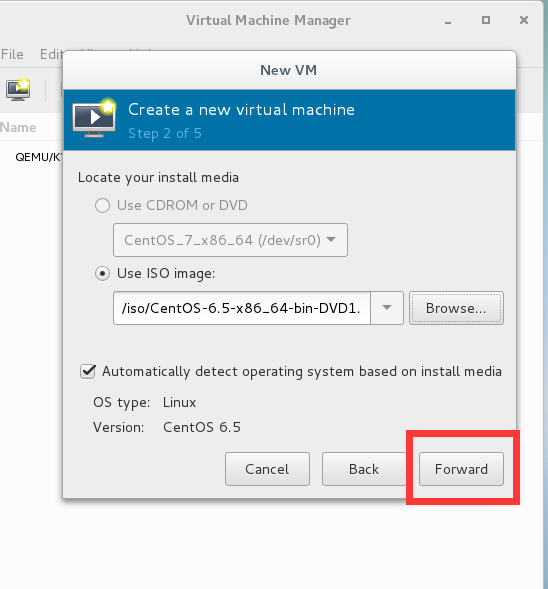 Virtual Machine Manager
File
New VM
Create a new virtual machine
Step 2 of 5
Name
QEMU/K
Locate your install media
Use CDROM or DVD
CentOS_7_x86_64 (/dev/sr0)
Use ISO image:
/iso/CentOS-6.5-x86_64-bin-DVD1. Browse...
Automatically detect operating system based on install media
OS type: Linux
Version: CentOS 6.5
Cancel Back Forward